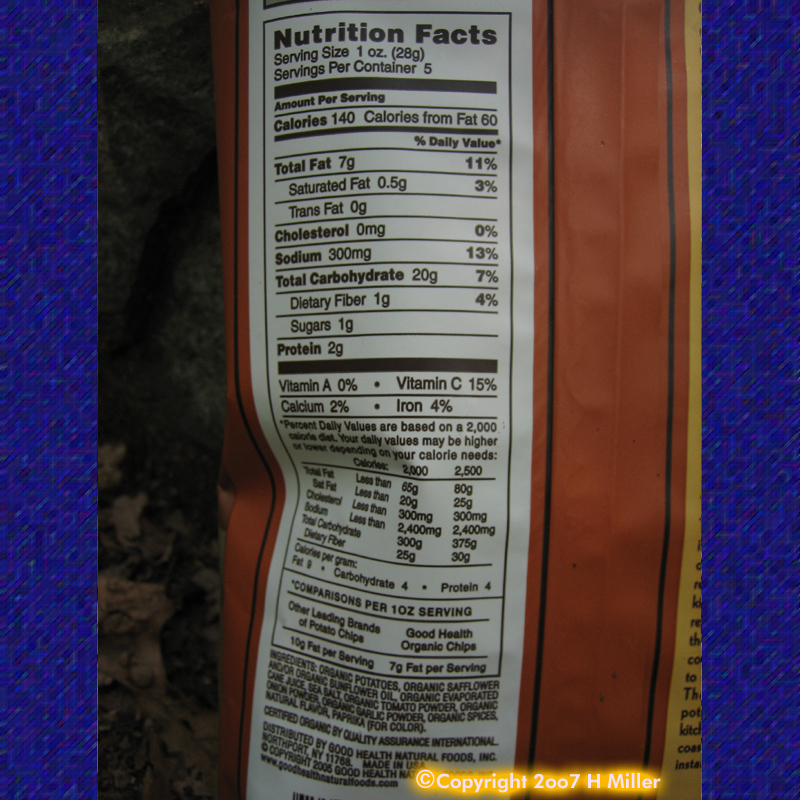 Nutrition Facts
Serving Size 1 oz. (28g)
Servings Per Container 5
Amount Per Serving
Calories 140 Calories from Fat 60
% Daily Value*
Total Fat 7g 11%
Saturated Fat 0.5g 3%
Trans Fat 0g
Cholesterol 0mg 0%
Sodium 300mg 13%
Total Carbohydrate 20g 7%
Dietary Fiber 1g 4%
Sugars 1g
Protein 2g
Vitamin A 0% • Vitamin C 15%
Calcium 2% • Iron 4%
*Percent Daily Values are based on a 2,000
calorie diet. Your daily values may be higher
or lower depending on your calorie needs:
Calories: 2,000 2,500
Total Fat Less than 65g 80g
Sat Fat Less than 20g 25g
Cholesterol Less than 300mg 300mg
Sodium Less than 2,400mg 2,400mg
Total Carbohydrate 300g 375g
Dietary Fiber 25g 30g
Calories per gram:
Fat 9 • Carbohydrate 4 • Protein 4
*COMPARISONS PER 1OZ SERVING
Other Leading Brands
of Potato Chips
Good Health
Organic Chips
10g Fat per Serving 7g Fat per Serving
INGREDIENTS: ORGANIC POTATOES, ORGANIC SAFFLOWER
AND/OR ORGANIC SUNFLOWER OIL, ORGANIC EVAPORATED
CANE JUICE, SEA SALT, ORGANIC TOMATO POWDER, ORGANIC
ONION POWDER, ORGANIC GARLIC POWDER, ORGANIC SPICES,
NATURAL FLAVOR, PAPRIKA (FOR COLOR).
CERTIFIED ORGANIC BY QUALITY ASSURANCE INTERNATIONAL.
DISTRIBUTED BY GOOD HEALTH NATURAL FOODS, INC.
NORTHPORT, NY 11768. MADE IN USA
© COPYRIGHT 2005 GOOD HEALTH
www.goodhealthnaturalfoods.com
©Copyright 2oo7 H Miller